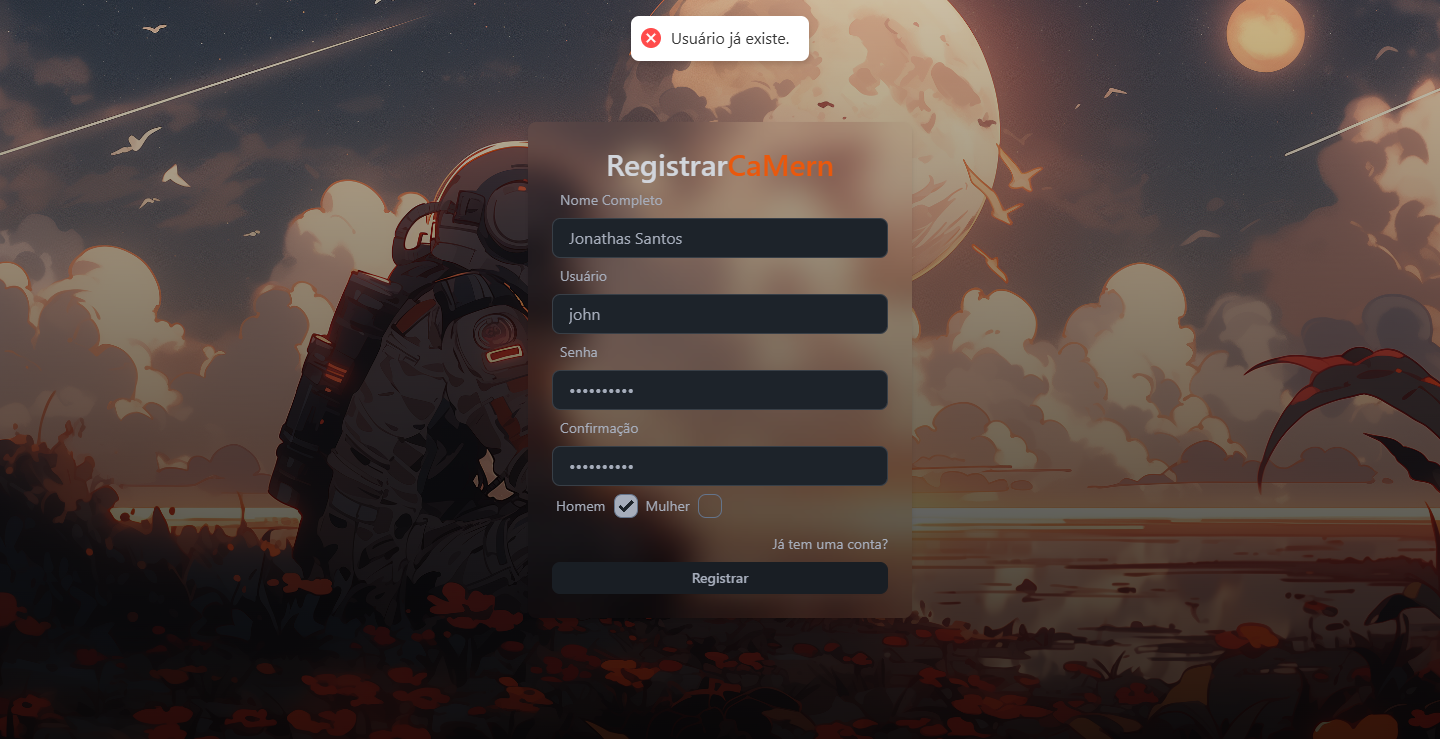 Usuário já existe.
RegistrarCaMern
Nome Completo
Jonathas Santos
Usuário
john
Senha
••••••••••
Confirmação
••••••••••
Homem Mulher
Já tem uma conta?
Registrar